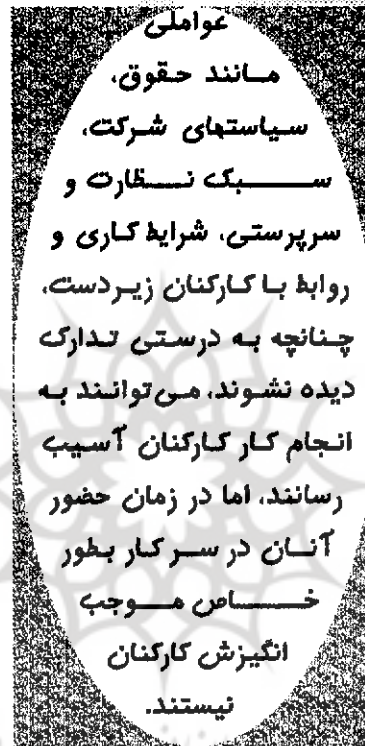 عواملی
مانند حقوق،
سیاستهای شرکت،
سبک نظارت و
سرپرستی، شرایط کاری و
روابط با کارکنان زیردست،
چنانچه به درستی تدارک
دیده نشوند، می‌توانند به
انجام کار کارکنان آسیب
رسانند، اما در زمان حضور
آنان در سر کار بطور
خاص موجب
انگیزش کارکنان
نیستند.